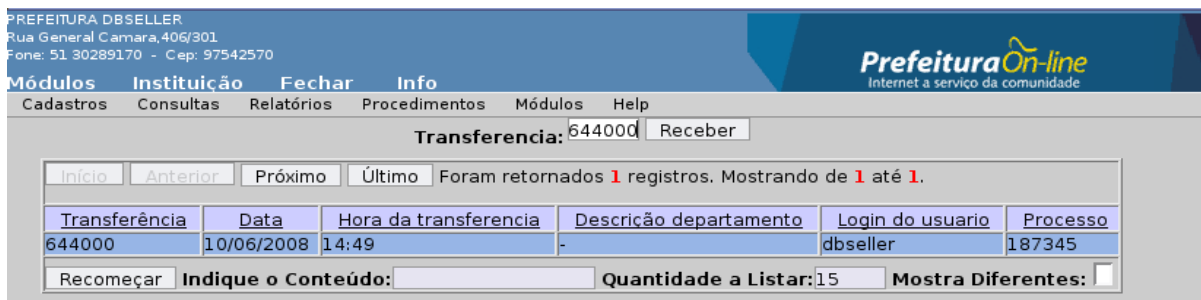 PREFEITURA DBSELLER
Rua General Camara,406/301
Fone: 51 30289170 - Cep: 97542570
Prefeitura On-line
Internet a serviço da comunidade
Módulos Instituição Fechar Info
Cadastros Consultas Relatórios Procedimentos Módulos Help
Transferencia: 644000 Receber
Início Anterior Próximo Último Foram retornados 1 registros. Mostrando de 1 até 1.
Transferência Data Hora da transferencia Descrição departamento Login do usuario Processo
644000 10/06/2008 14:49 - dbseller 187345
Recomeçar Indique o Conteúdo: Quantidade a Listar: 15 Mostra Diferentes: